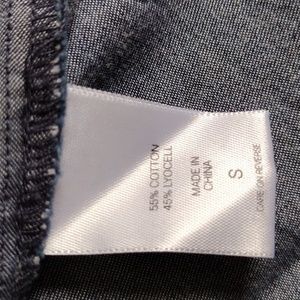 55% COTTON
45% LYOCELL
MADE IN
CHINA
S
CARE ON REVERSE